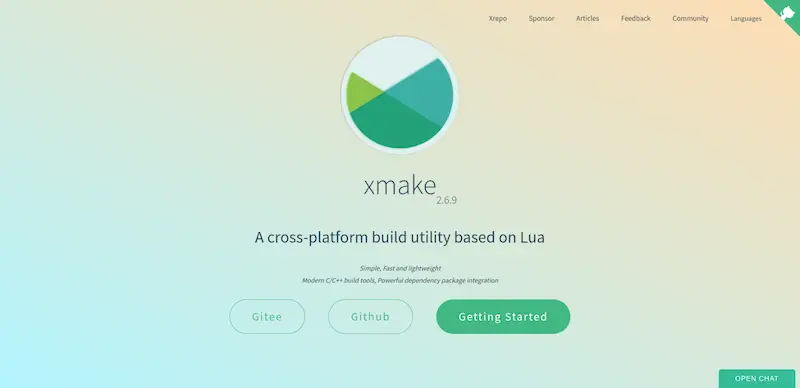 Xrepo Sponsor Articles Feedback Community Languages
xmake
2.6.9
A cross-platform build utility based on Lua
Simple, Fast and lightweight
Modern C/C++ build tools, Powerful dependency package integration
Gitee Github Getting Started
OPEN CHAT